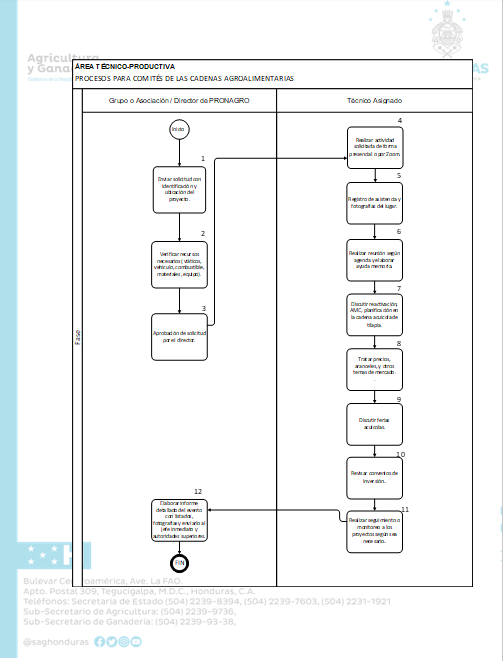 Agricultura
y Gana
AS
ÁREA TÉCNICO-PRODUCTIVA
PROCESOS PARA COMITÉS DE LAS CADENAS AGROALIMENTARIAS
Grupo o Asociación / Director de PRONAGRO
Técnico Asignado
Fase
Inicio
1
Enviar solicitud con
identificación y
ubicación del
proyecto.
2
Verificar recursos
necesarios (viáticos,
vehículo, combustible,
materiales, equipo).
3
Aprobación de solicitud
por el director.
4
Realizar actividad
solicitada de forma
presencial o por Zoom
5
Registro de asistencia y
fotografías del lugar.
6
Realizar reunión según
agenda y elaborar
ayuda memoria
7
Discutir reactivación,
AMC, planificación en
la cadena acuícola de
tilapia.
8
Tratar precios,
aranceles, y otros
temas de mercado.
.
9
Discutir ferias
acuícolas.
10
Revisar convenios de
inversión..
11
Realizar seguimiento o
monitoreo a los
proyectos según sea
necesario..
12
Elaborar informe
detallado del evento
con listados,
fotografías y enviarlo al
jefe inmediato y
autoridades superiores.
FIN
H
Bulevar Centroamérica, Ave. La FAO.
Apto. Postal 309, Tegucigalpa, M.D.C., Honduras, C.A.
Teléfonos: Secretaria de Estado (504) 2239-8394, (504) 2239-7603, (504) 2231-1921
Sub-Secretario de Agricultura: (504) 2239-9736,
Sub-Secretario de Ganadería: (504) 2239-93-38,
@saghonduras